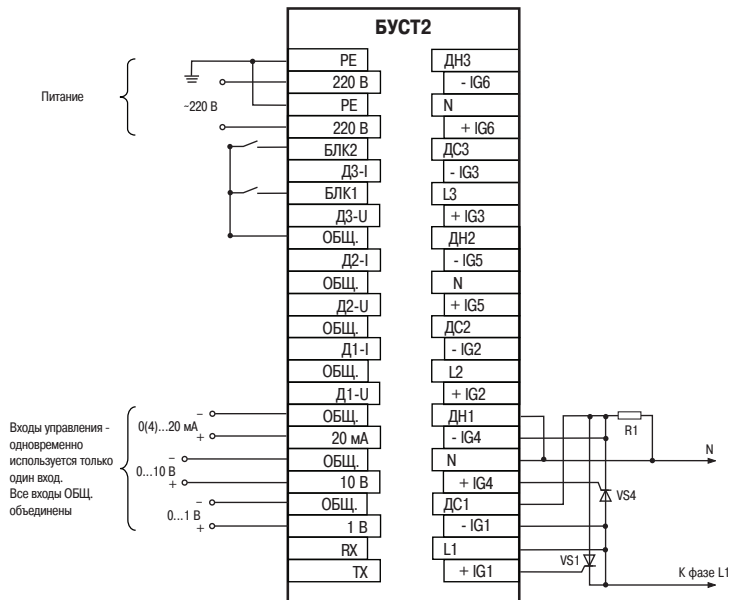 БУСТ2
Питание
~220 В
PE
220 В
PE
220 В
БЛК2
Д3-I
БЛК1
Д3-U
ОБЩ.
Д2-I
ОБЩ.
Д2-U
ОБЩ.
Д1-I
ОБЩ.
Д1-U
ОБЩ.
20 мА
ОБЩ.
10 В
ОБЩ.
1 В
RX
TX
ДН3
- IG6
N
+ IG6
ДС3
- IG3
L3
+ IG3
ДН2
- IG5
N
+ IG5
ДС2
- IG2
L2
+ IG2
ДН1
- IG4
N
+ IG4
ДС1
- IG1
L1
+ IG1
Входы управления -
одновременно
используется только
один вход.
Все входы ОБЩ.
объединены
–
0(4)...20 мА
+
–
0...10 В
+
–
0...1 В
+
R1
N
VS4
VS1
К фазе L1